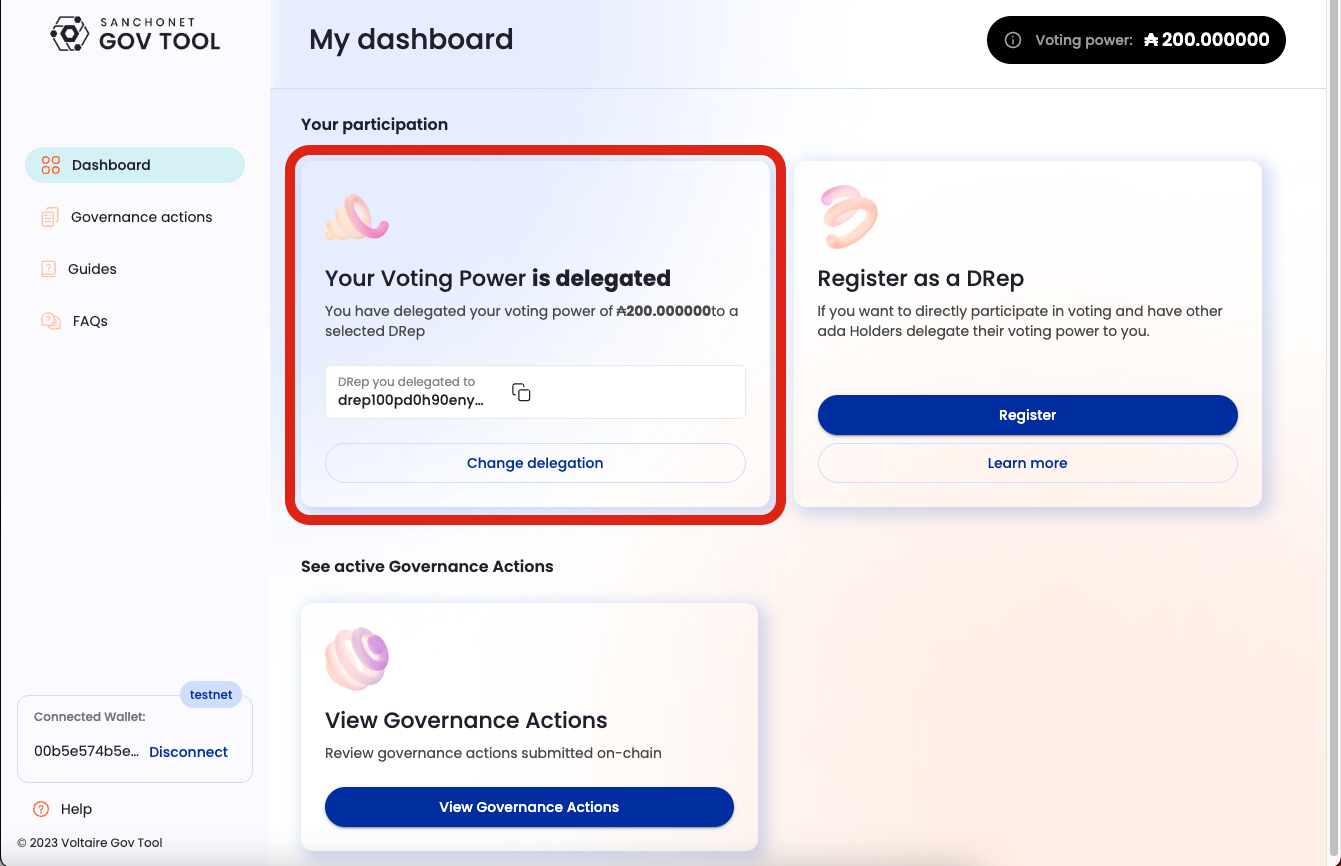 SANCHONET
GOV TOOL
My dashboard
Voting power: ₳ 200.000000
Dashboard
Governance actions
Guides
FAQs
Your participation
Your Voting Power is delegated
You have delegated your voting power of ₳200.000000to a
selected DRep
DRep you delegated to
drep100pd0h90eny...
Change delegation
Register as a DRep
If you want to directly participate in voting and have other
ada Holders delegate their voting power to you.
Register
Learn more
See active Governance Actions
View Governance Actions
Review governance actions submitted on-chain
View Governance Actions
testnet
Connected Wallet:
00b5e574b5e... Disconnect
Help
© 2023 Voltaire Gov Tool